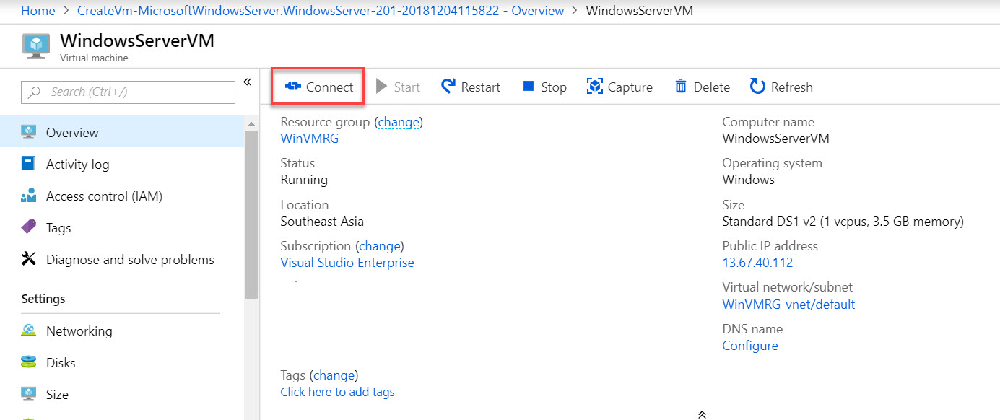 Home > CreateVm-MicrosoftWindowsServer.WindowsServer-201-20181204115822 - Overview > WindowsServerVM
WindowsServerVM
Virtual machine
Search (Ctrl+/)
«
Overview
Activity log
Access control (IAM)
Tags
Diagnose and solve problems
Settings
Networking
Disks
Size
Connect Start Restart Stop Capture Delete Refresh
Resource group (change)
WinVMRG
Status
Running
Location
Southeast Asia
Subscription (change)
Visual Studio Enterprise
Computer name
WindowsServerVM
Operating system
Windows
Size
Standard DS1 v2 (1 vcpus, 3.5 GB memory)
Public IP address
13.67.40.112
Virtual network/subnet
WinVMRG-vnet/default
DNS name
Configure
Tags (change)
Click here to add tags